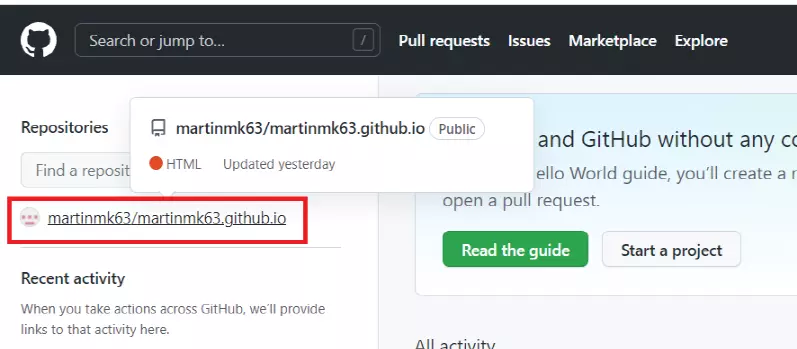 Search or jump to...
/
Pull requests
Issues
Marketplace
Explore
Repositories
Find a reposit
martinmk63/martinmk63.github.io
Public
HTML
Updated yesterday
martinmk63/martinmk63.github.io
Recent activity
When you take actions across GitHub, we'll provide
links to that activity here.
and GitHub without any
ello World guide, you'll create a
open a pull request.
Read the guide
Start a project
All activity